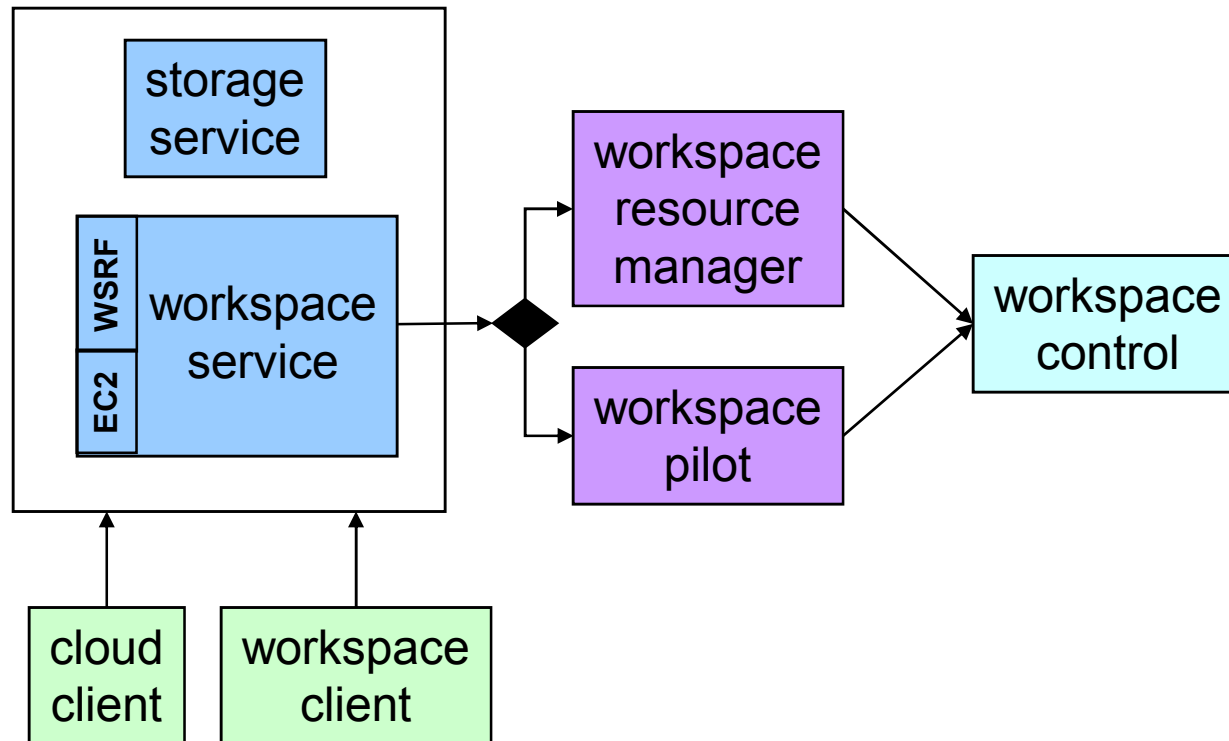 storage
service
WSRF
EC2
workspace
service
workspace
resource
manager
workspace
pilot
workspace
control
cloud
client
workspace
client